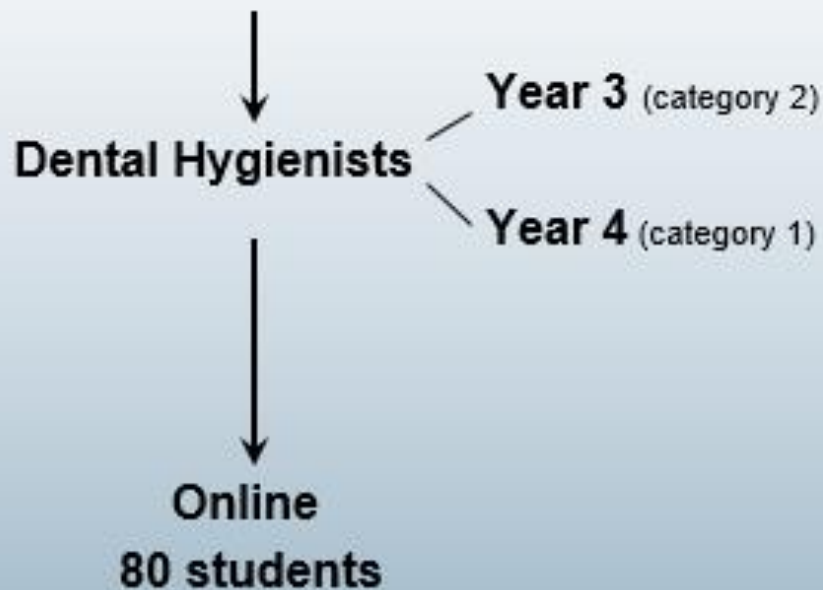 Year 3 (category 2)
Dental Hygienists
Year 4 (category 1)
Online
80 students